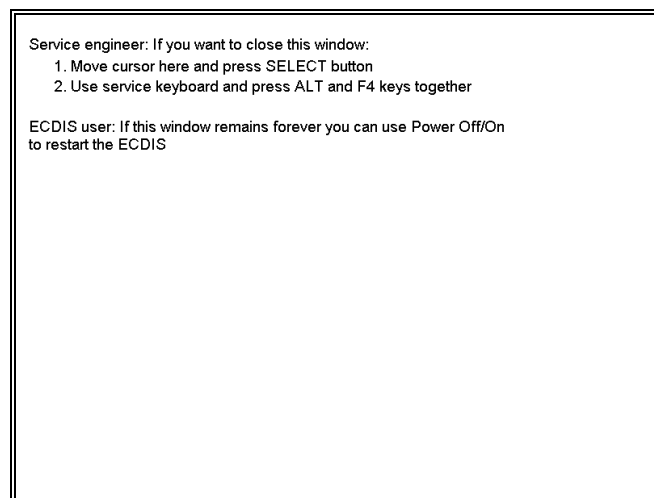 Service engineer: If you want to close this window:
1. Move cursor here and press SELECT button
2. Use service keyboard and press ALT and F4 keys together
ECDIS user: If this window remains forever you can use Power Off/On
to restart the ECDIS